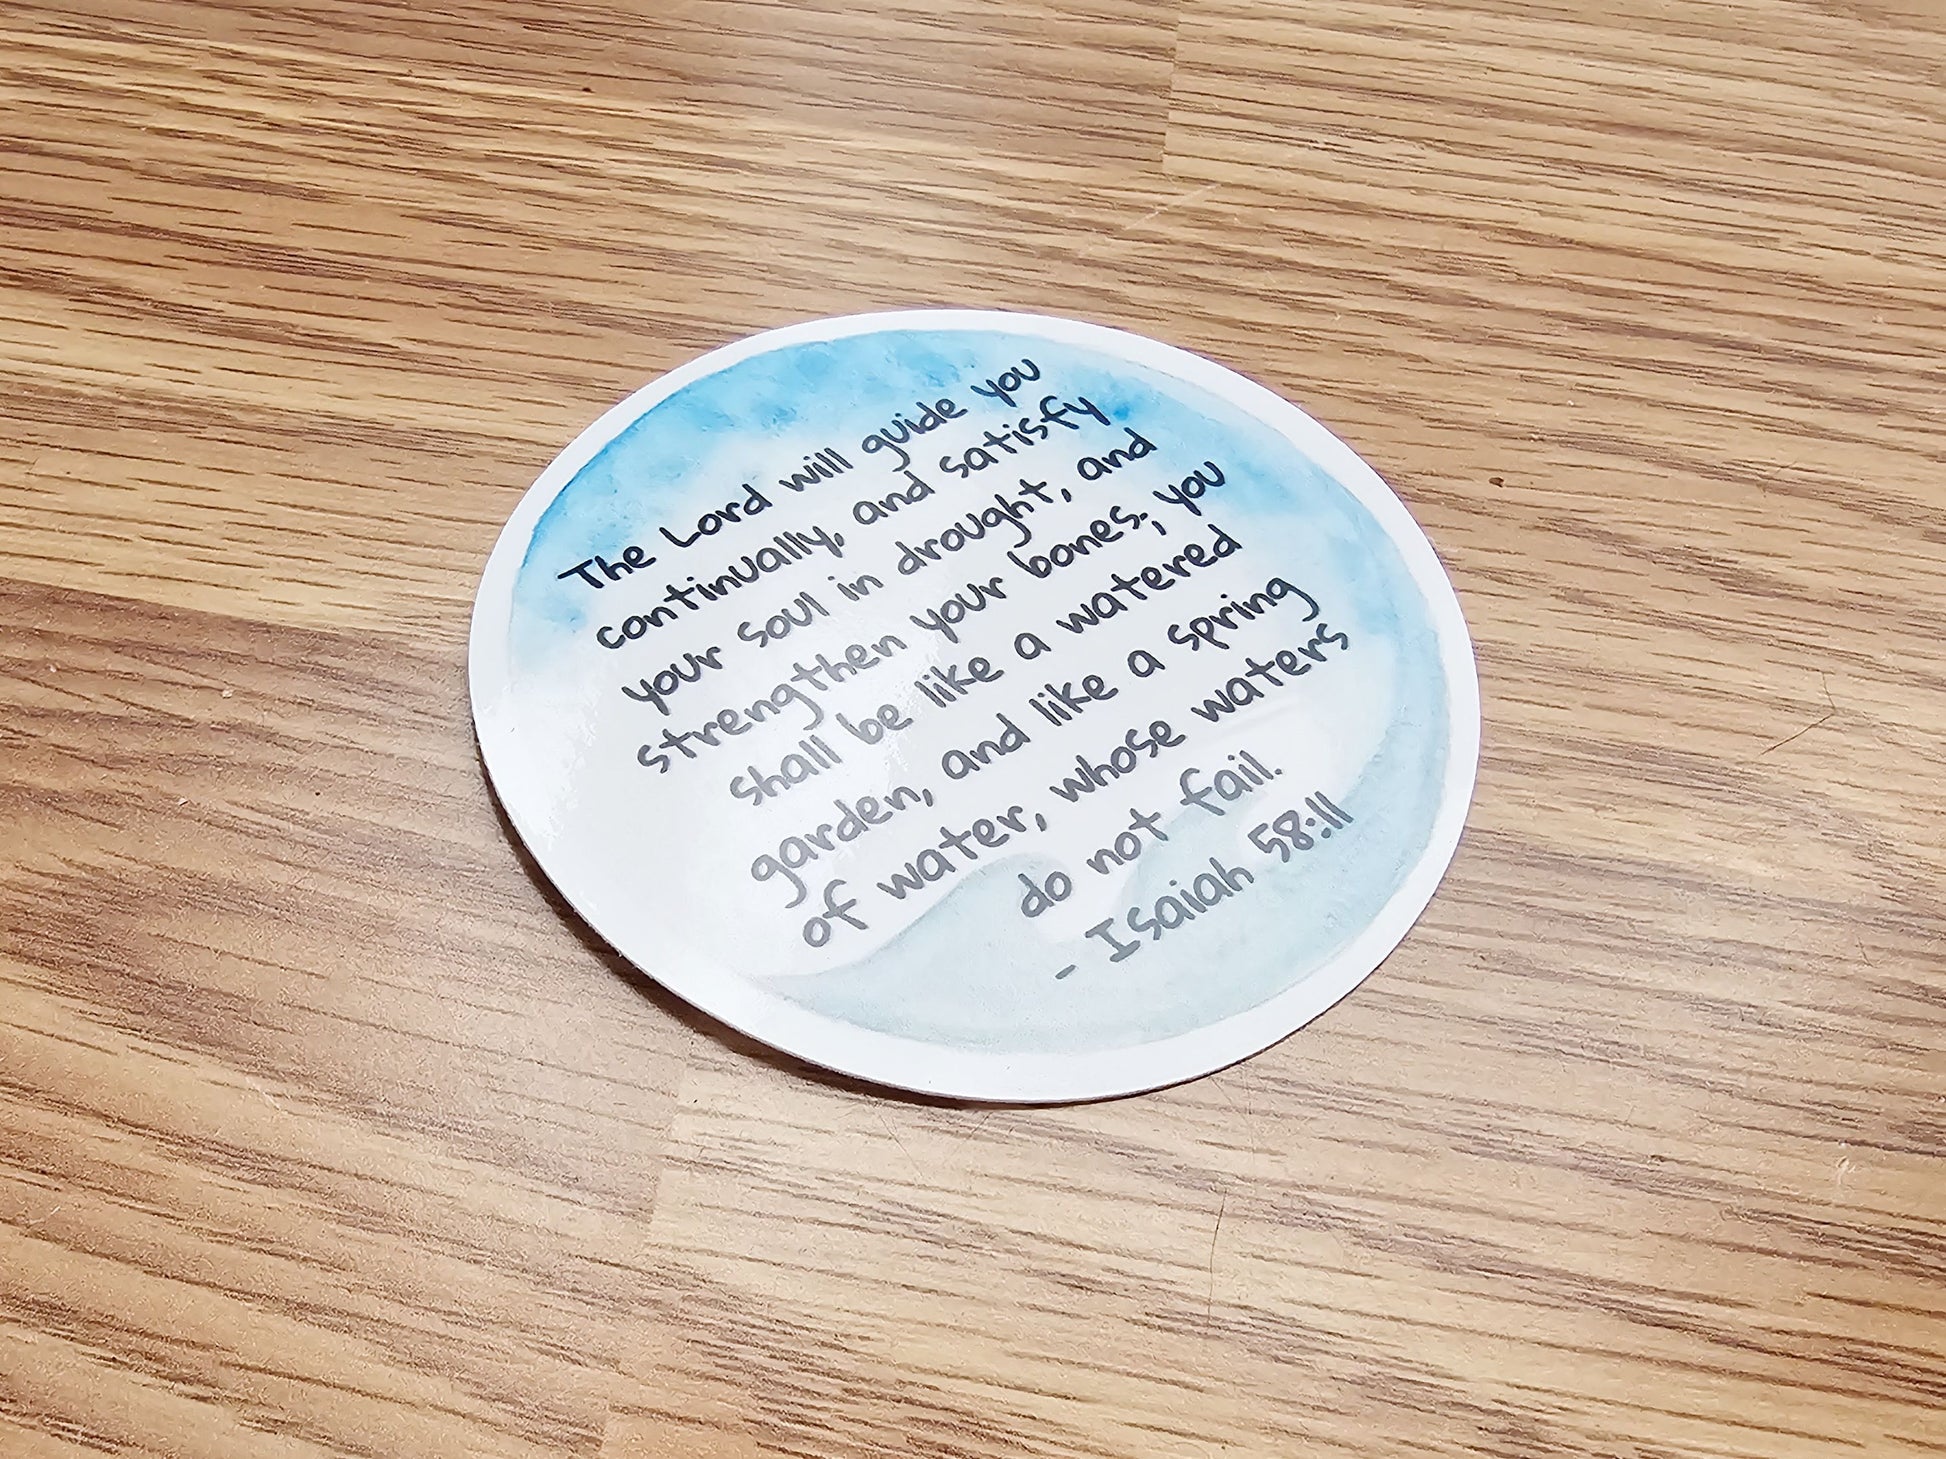 The Lord will guide you
continually, and satisfy
your soul in drought, and
strengthen your bones; you
shall be like a watered
garden, and like a spring
of water, whose waters
do not fail.
- Isaiah 58:11